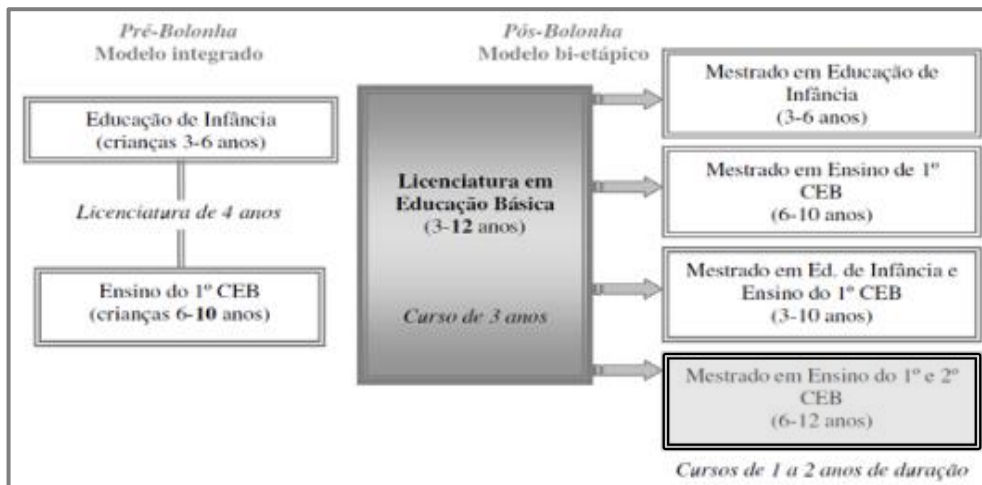 Pré-Bolonha
Modelo integrado
Educação de Infância
(crianças 3-6 anos)
Licenciatura de 4 anos
Ensino do 1º CEB
(crianças 6-10 anos)
Pós-Bolonha
Modelo bi-etápico
Licenciatura em
Educação Básica
(3-12 anos)
Curso de 3 anos
Mestrado em Educação de
Infância
(3-6 anos)
Mestrado em Ensino de 1º
CEB
(6-10 anos)
Mestrado em Ed. de Infância e
Ensino do 1º CEB
(3-10 anos)
Mestrado em Ensino do 1º e 2º
CEB
(6-12 anos)
Cursos de 1 a 2 anos de duração